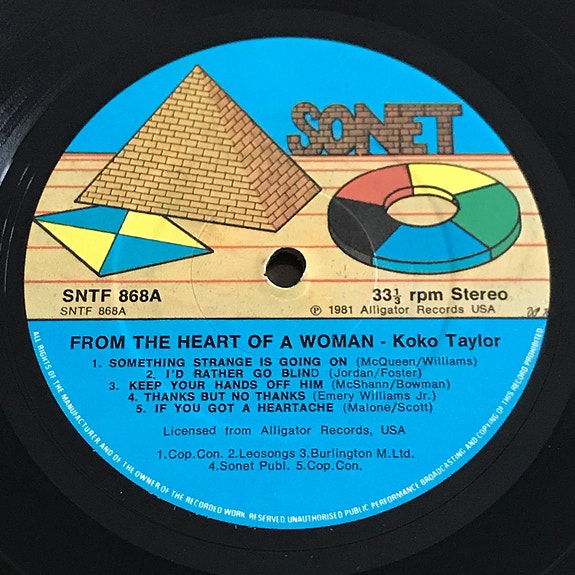 SONET
SNTF 868A
SNTF 868A
33⅓ rpm Stereo
℗ 1981 Alligator Records USA
FROM THE HEART OF A WOMAN - Koko Taylor
1. SOMETHING STRANGE IS GOING ON (McQueen/Williams)
2. I'D RATHER GO BLIND (Jordan/Foster)
3. KEEP YOUR HANDS OFF HIM (McShann/Bowman)
4. THANKS BUT NO THANKS (Emery Williams Jr.)
5. IF YOU GOT A HEARTACHE (Malone/Scott)
Licensed from Alligator Records, USA
1.Cop.Con. 2.Leosongs 3.Burlington M.Ltd.
4.Sonet Publ. 5.Cop.Con.
ALL RIGHTS OF THE MANUFACTURER AND OF THE OWNER OF THE RECORDED WORK RESERVED. UNAUTHORISED PUBLIC PERFORMANCE BROADCASTING AND COPYING OF THIS RECORD PROHIBITED